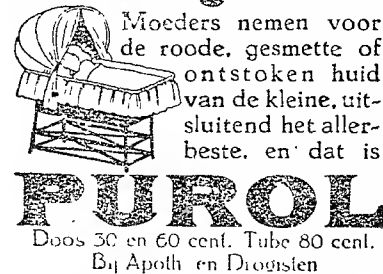 Moeders nemen voor
de roode, gesmette of
ontstoken huid
van de kleine, uit-
sluitend het aller-
beste, en dat is
PUROL
Doos 30 en 60 cent. Tube 80 cent.
Bij Apoth en Drogisten